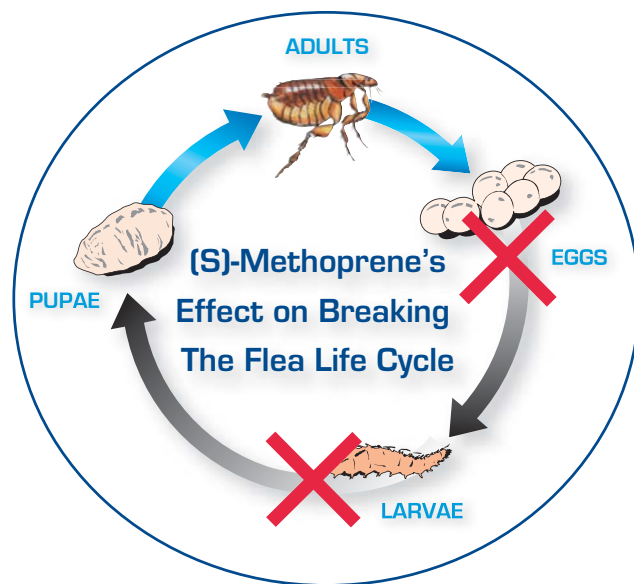 ADULTS
(S)-Methoprene's
Effect on Breaking
The Flea Life Cycle
EGGS
PUPAE
LARVAE